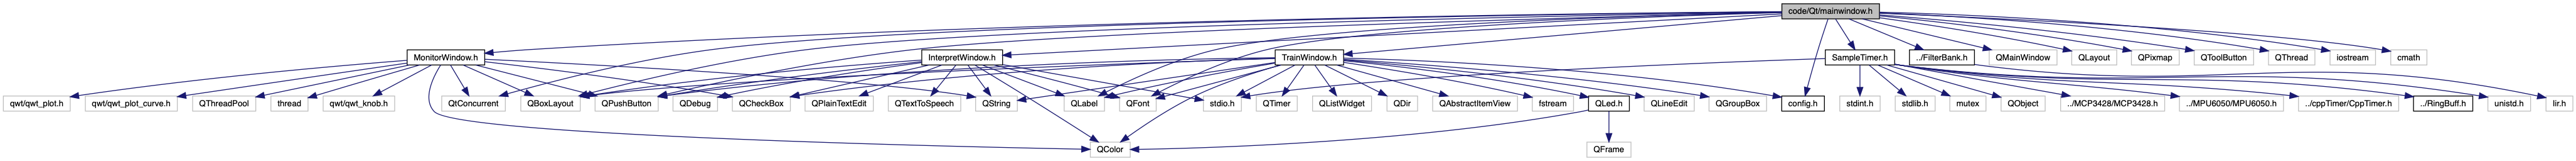 code/Qt/mainwindow.h
MonitorWindow.h
InterpretWindow.h
TrainWindow.h
SampleTimer.h
../FilterBank.h
QMainWindow
QLayout
QPixmap
QToolButton
QThread
iostream
cmath
qwt/qwt_plot.h
qwt/qwt_plot_curve.h
QThreadPool
thread
qwt/qwt_knob.h
QtConcurrent
QBoxLayout
QPushButton
QDebug
QCheckBox
QPlainTextEdit
QTextToSpeech
QString
QLabel
QFont
stdio.h
QTimer
QListWidget
QDir
QAbstractItemView
fstream
QLed.h
QLineEdit
QGroupBox
config.h
stdint.h
stdlib.h
mutex
QObject
../MCP3428/MCP3428.h
../MPU6050/MPU6050.h
../cppTimer/CppTimer.h
../RingBuff.h
unistd.h
Iir.h
QColor
QFrame